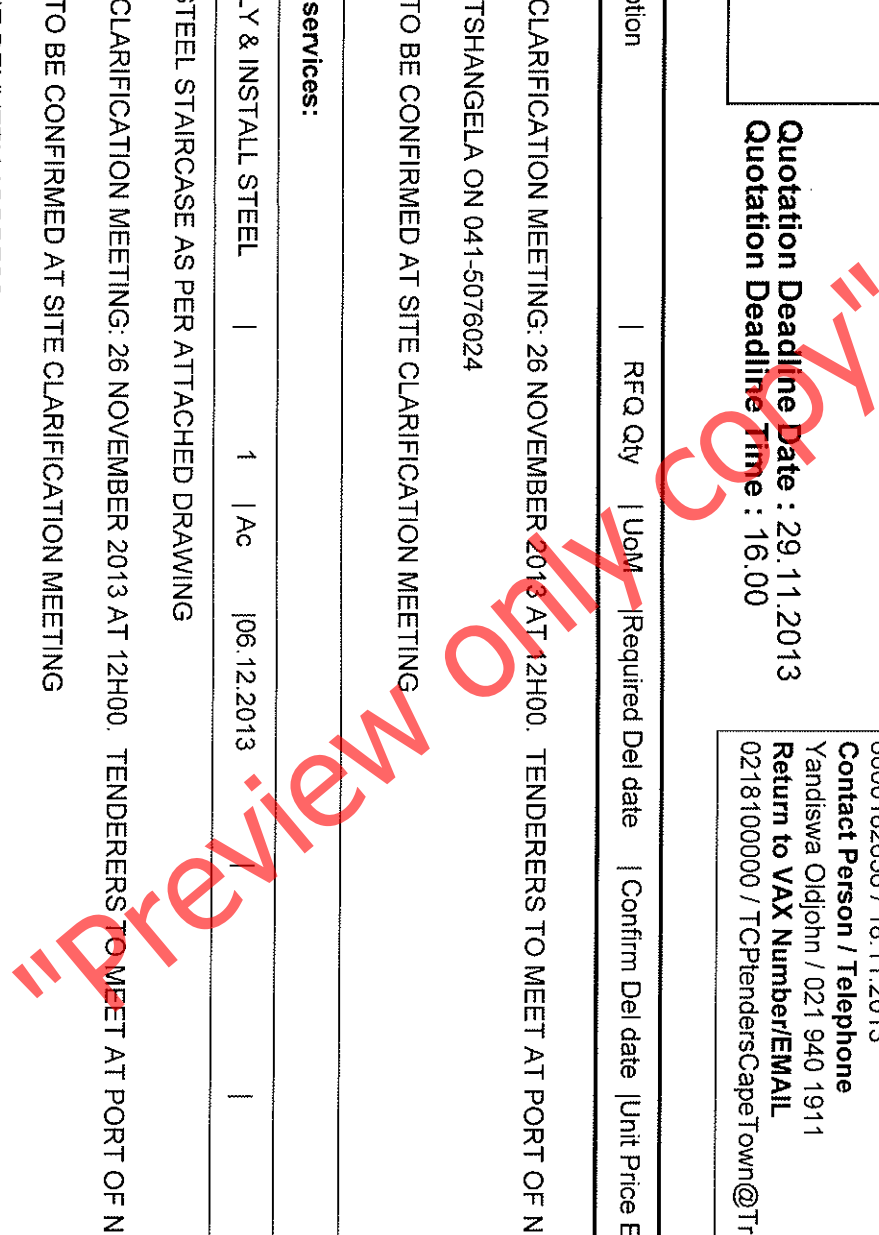 Quotation Deadline Date : 29.11.2013
Quotation Deadline Time : 16.00
Contact Person / Telephone
Yandiswa Oldjohn / 021 940 1911
Return to VAX Number/EMAIL
0218100000 / TCPtendersCapeTown@Tr
| RFQ Qty | UoM |Required Del date | Confirm Del date |Unit Price E
CLARIFICATION MEETING: 26 NOVEMBER 2013 AT 12H00. TENDERERS TO MEET AT PORT OF N
TSHANGELA ON 041-5076024
TO BE CONFIRMED AT SITE CLARIFICATION MEETING
services:
LY & INSTALL STEEL | 1 | Ac |06.12.2013 | |
STEEL STAIRCASE AS PER ATTACHED DRAWING
CLARIFICATION MEETING: 26 NOVEMBER 2013 AT 12H00. TENDERERS TO MEET AT PORT OF N
TO BE CONFIRMED AT SITE CLARIFICATION MEETING
"Preview only copy"